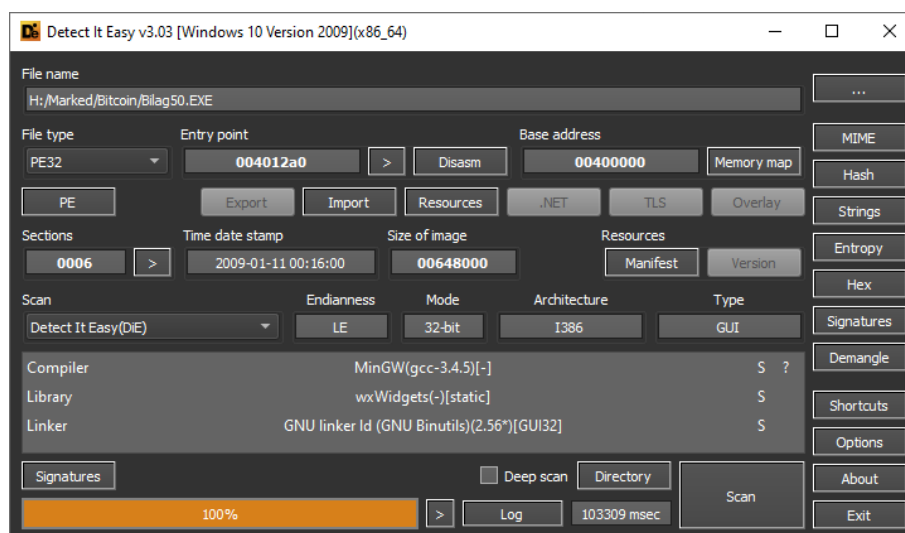 Detect It Easy v3.03 [Windows 10 Version 2009](x86_64)
File name
H:/Marked/Bitcoin/Bilag50.EXE
...
File type Entry point Base address
PE32 004012a0 > Disasm 00400000 Memory map
MIME
Hash
PE Export Import Resources .NET TLS Overlay
Strings
Sections Time date stamp Size of image Resources
0006 > 2009-01-11 00:16:00 00648000 Manifest Version
Entropy
Hex
Scan Endianness Mode Architecture Type
Detect It Easy(DiE) LE 32-bit I386 GUI
Signatures
Demangle
Compiler MinGW(gcc-3.4.5)[-] S ?
Library wxWidgets(-)[static] S
Linker GNU linker ld (GNU Binutils)(2.56*)[GUI32] S
Shortcuts
Options
Signatures Deep scan Directory Scan
About
100% > Log 103309 msec
Exit